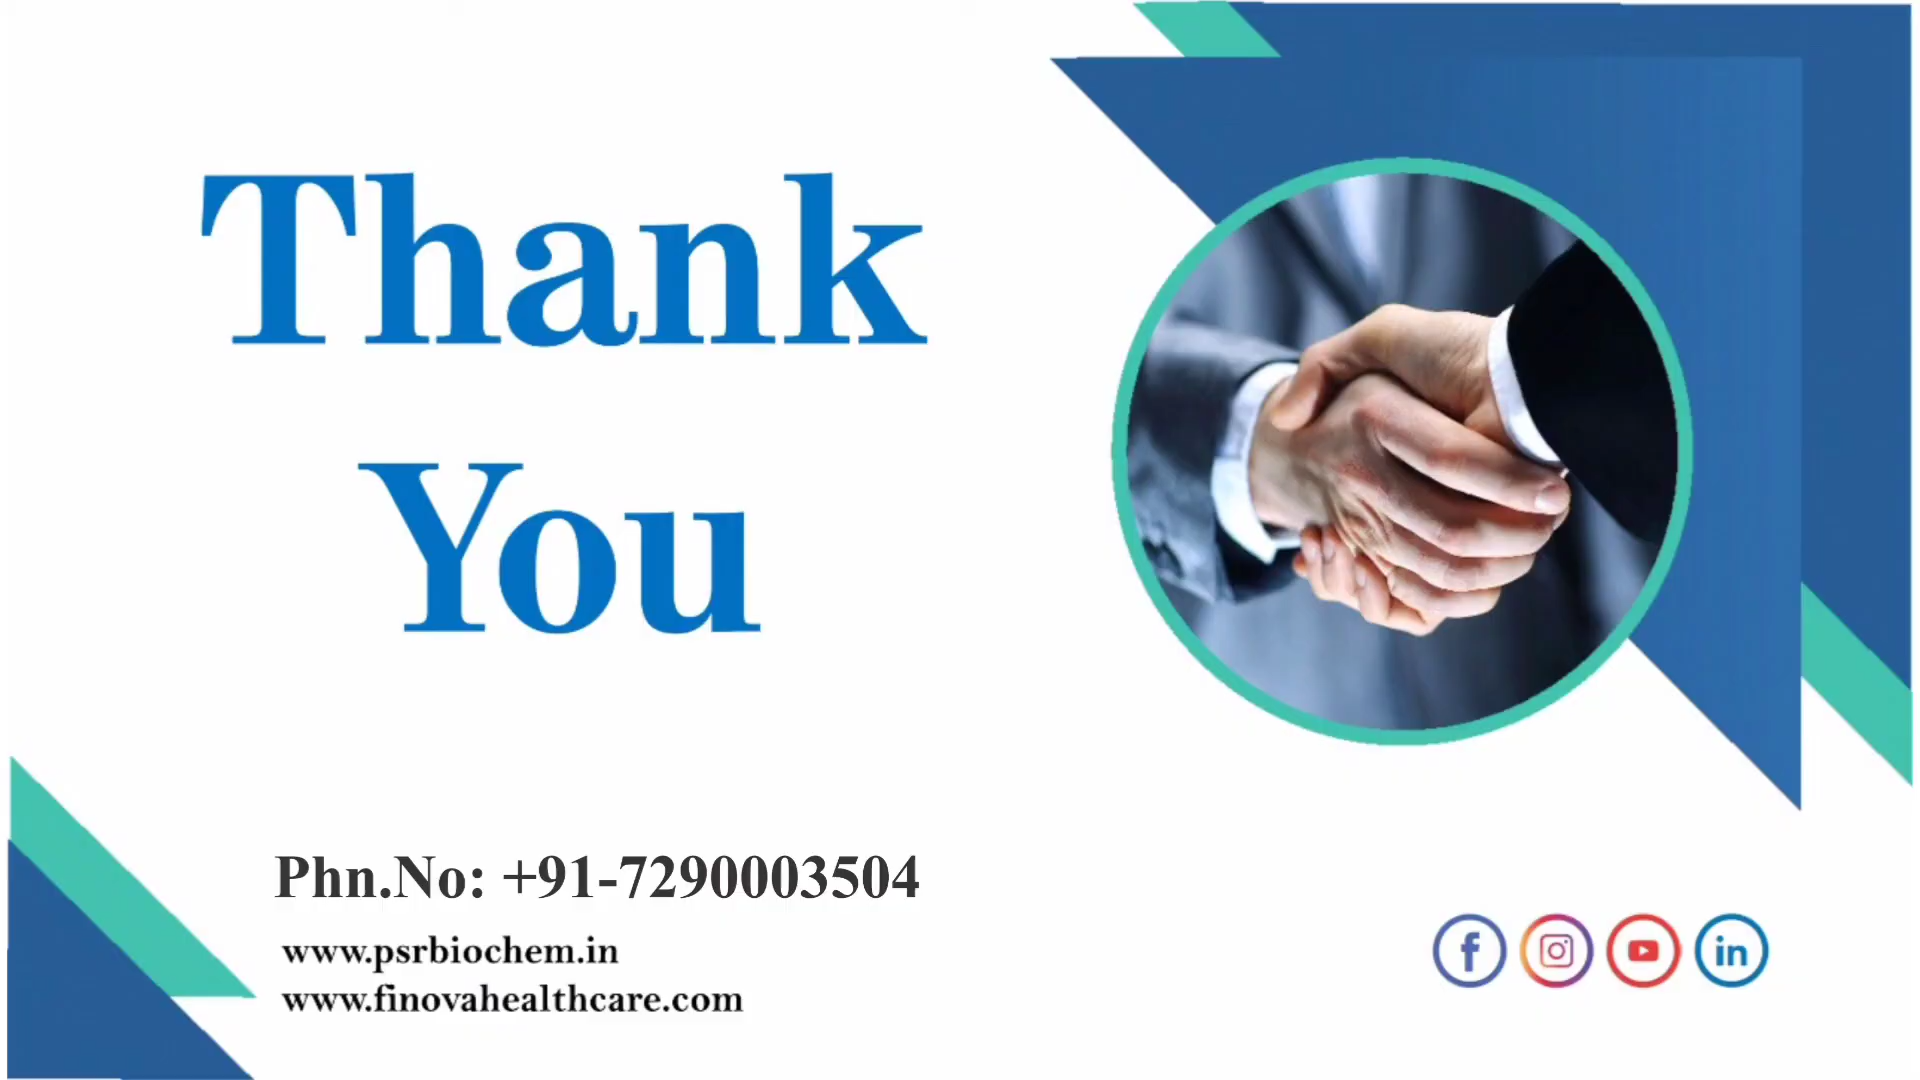 Thank
You
Phn.No: +91-7290003504
www.psrbiochem.in
www.finovahealthcare.com
f
in